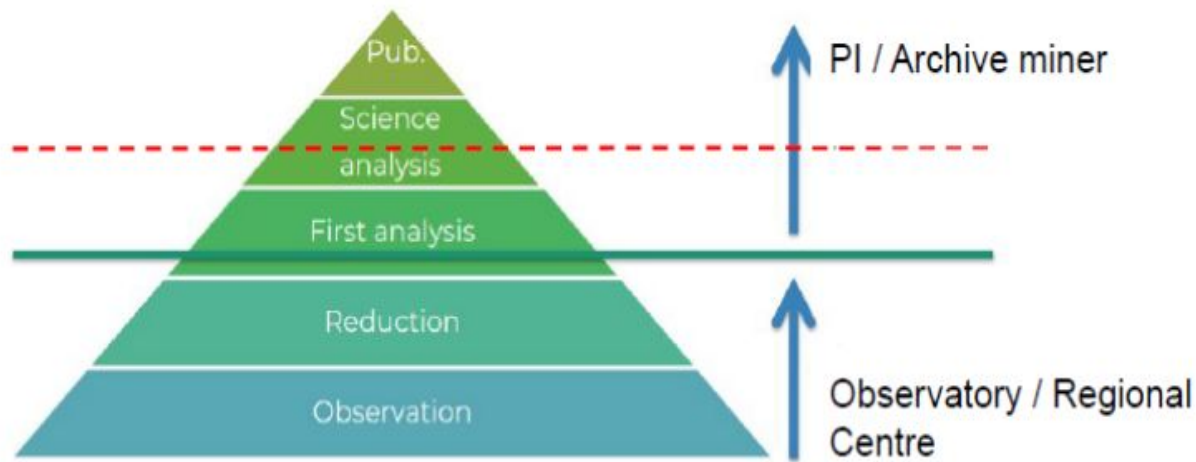 Pub.
Science
analysis
First analysis
Reduction
Observation
PI / Archive miner
Observatory / Regional
Centre